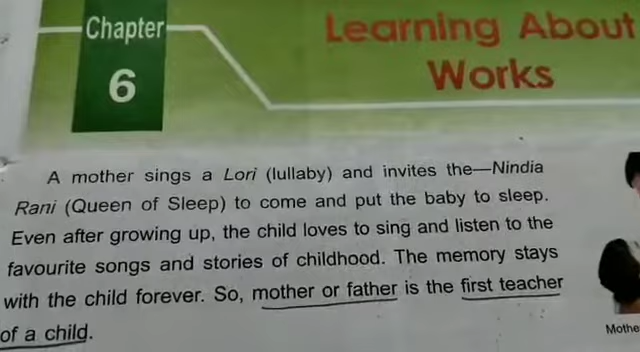 Chapter
6
Learning About
Works
A mother sings a Lori (lullaby) and invites the—Nindia
Rani (Queen of Sleep) to come and put the baby to sleep.
Even after growing up, the child loves to sing and listen to the
favourite songs and stories of childhood. The memory stays
with the child forever. So, mother or father is the first teacher
of a child.
Mothe